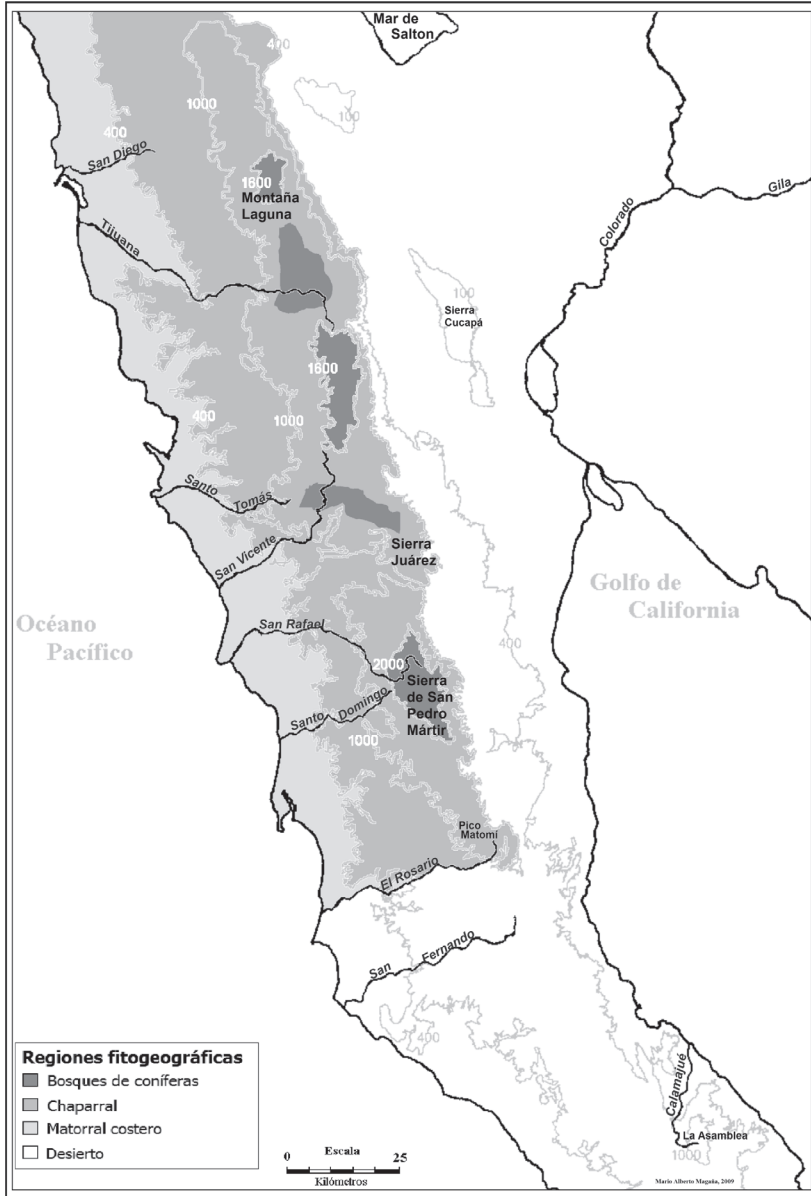 Mar de
Salton
400
1000
100
400
San Diego
1800
Montaña
Laguna
Gila
Colorado
Tijuana
100
Sierra
Cucapá
1600
400
1000
Santo Tomás
San Vicente
Sierra
Juárez
Golfo de
California
Océano
Pacífico
San Rafael
400
2000
Sierra
de San
Pedro
Mártir
Santo Domingo
1000
Pico
Matomí
El Rosario
San Fernando
400
Regiones fitogeográficas
Bosques de coníferas
Chaparral
Matorral costero
Desierto
Calamajué
La Asamblea
1000
Escala
0 25
Kilómetros
Mario Alberto Magaña, 2009